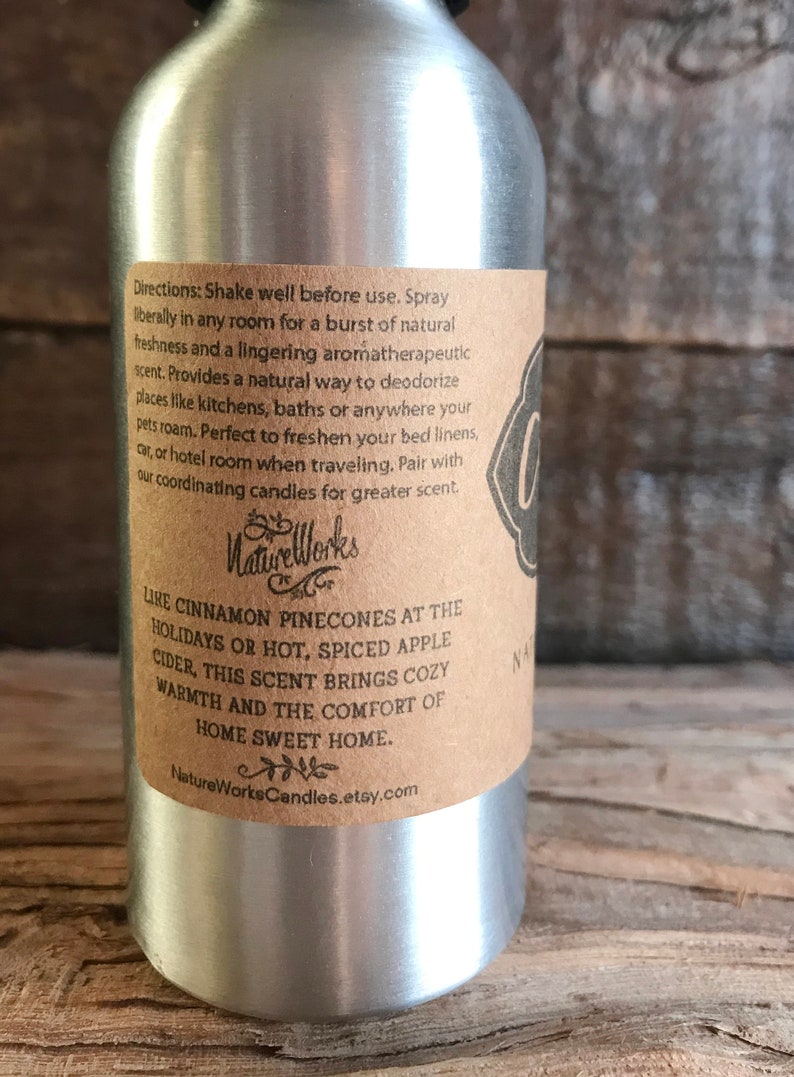 Directions: Shake well before use. Spray
liberally in any room for a burst of natural
freshness and a lingering aromatherapeutic
scent. Provides a natural way to deodorize
places like kitchens, baths or anywhere your
pets roam. Perfect to freshen your bed linens,
car, or hotel room when traveling. Pair with
our coordinating candles for greater scent.
NatureWorks
LIKE CINNAMON PINECONES AT THE
HOLIDAYS OR HOT, SPICED APPLE
CIDER, THIS SCENT BRINGS COZY
WARMTH AND THE COMFORT OF
HOME SWEET HOME.
NatureWorksCandles.etsy.com
C
NAT